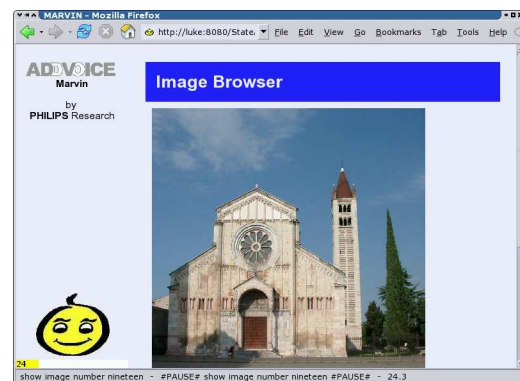 MARVIN - Mozilla Firefox
http://luke:8080/State. File Edit View Go Bookmarks Tab Tools Help
ADDVOICE
Marvin
by
PHILIPS Research
Image Browser
24
show image number nineteen - #PAUSE# show image number nineteen #PAUSE# - 24.3